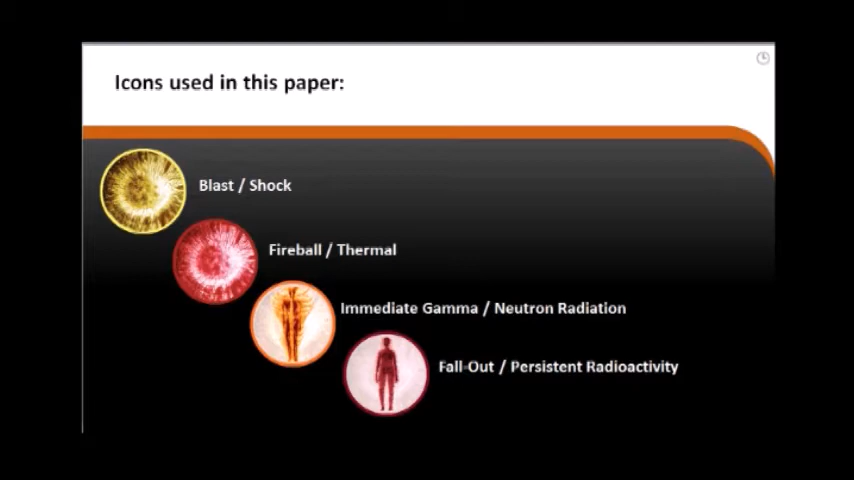 Icons used in this paper:
Blast / Shock
Fireball / Thermal
Immediate Gamma / Neutron Radiation
Fall-Out / Persistent Radioactivity